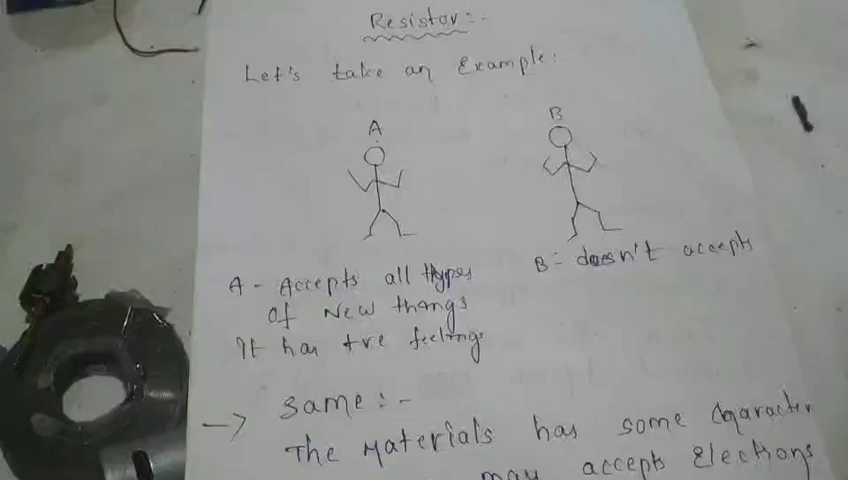 Resistor:-
Let's take an Example:
A
B
A - Accepts all types
of New things
It has +ve feelings
B = doesn't accepts
→ Same:-
The Materials has some character
may accepts Electrons